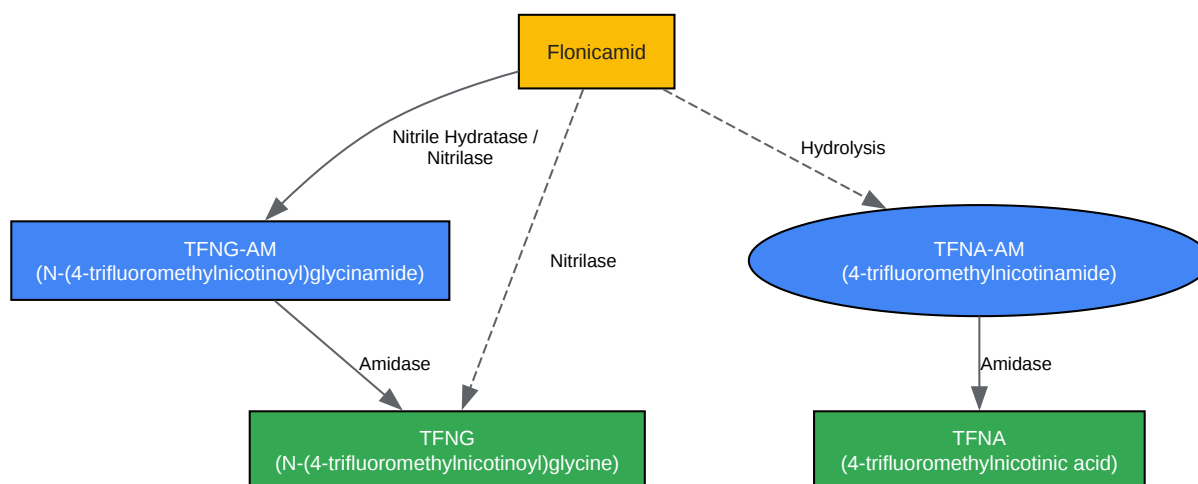 Flonicamid
Nitrile Hydratase /
Nitrilase
Hydrolysis
TFNG-AM
(N-(4-trifluoromethylnicotinoyl)glycinamide)
Nitrilase
TFNA-AM
(4-trifluoromethylnicotinamide)
Amidase
Amidase
TFNG
(N-(4-trifluoromethylnicotinoyl)glycine)
TFNA
(4-trifluoromethylnicotinic acid)